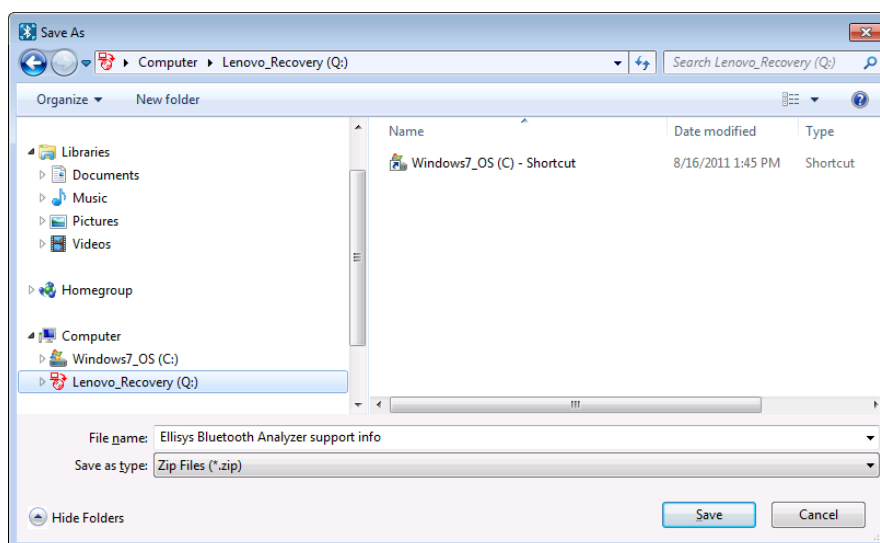 Save As
Computer Lenovo_Recovery (Q:) Search Lenovo_Recovery (Q:)
Organize New folder
Libraries
Documents
Music
Pictures
Videos
Homegroup
Computer
Windows7_OS (C:)
Lenovo_Recovery (Q:)
Name Date modified Type
Windows7_OS (C) - Shortcut 8/16/2011 1:45 PM Shortcut
File name: Ellisys Bluetooth Analyzer support info
Save as type: Zip Files (*.zip)
Hide Folders Save Cancel